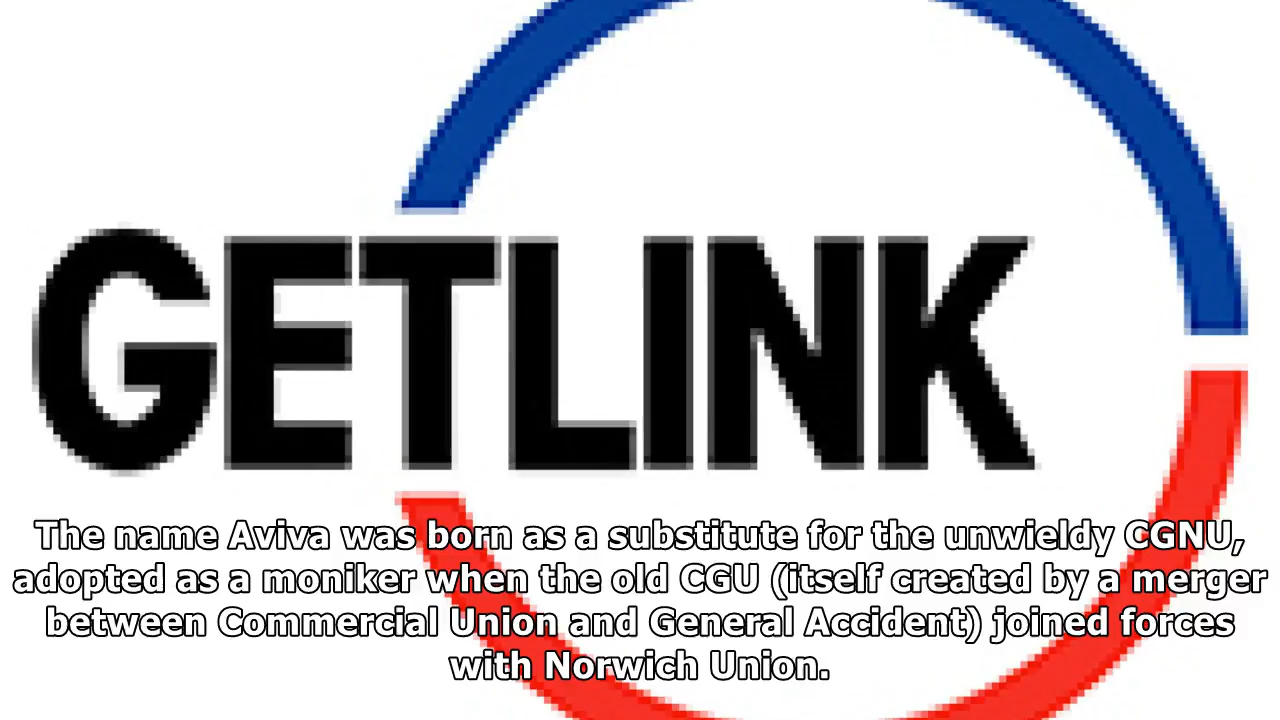 GETLINK
The name Aviva was born as a substitute for the unwieldy CGNU,
adopted as a moniker when the old CGU (itself created by a merger
between Commercial Union and General Accident) joined forces
with Norwich Union.